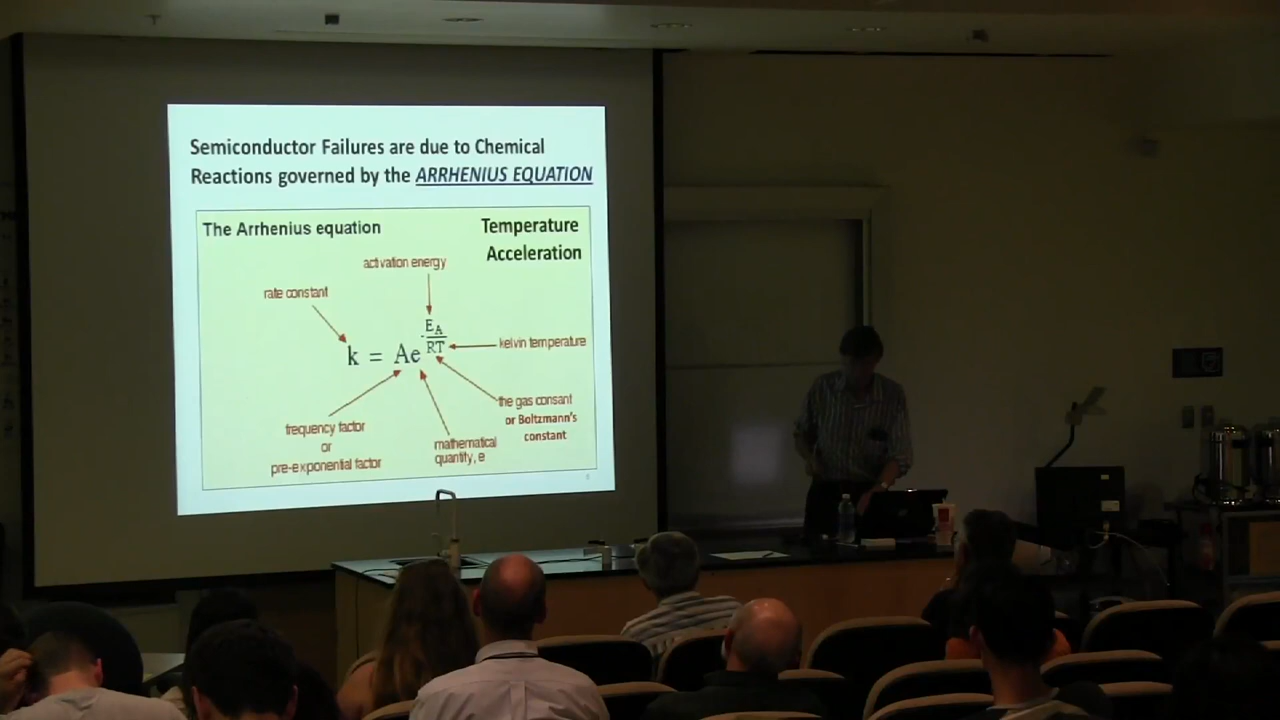 Semiconductor Failures are due to Chemical
Reactions governed by the ARRHENIUS EQUATION
The Arrhenius equation
Temperature
Acceleration
activation energy
rate constant
k = Ae
-
E_A
RT
kelvin temperature
the gas consant
or Boltzmann's
constant
frequency factor
or
pre-exponential factor
mathematical
quantity, e